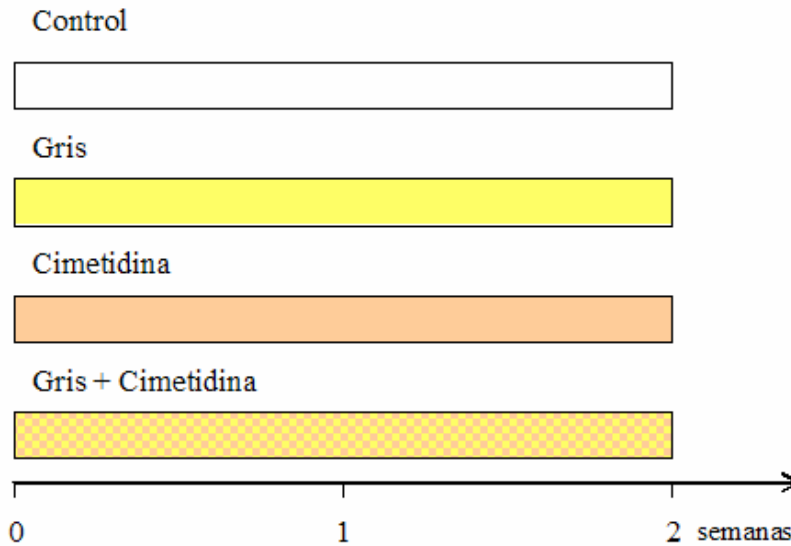 Control
Gris
Cimetidina
Gris + Cimetidina
0 1 2 semanas